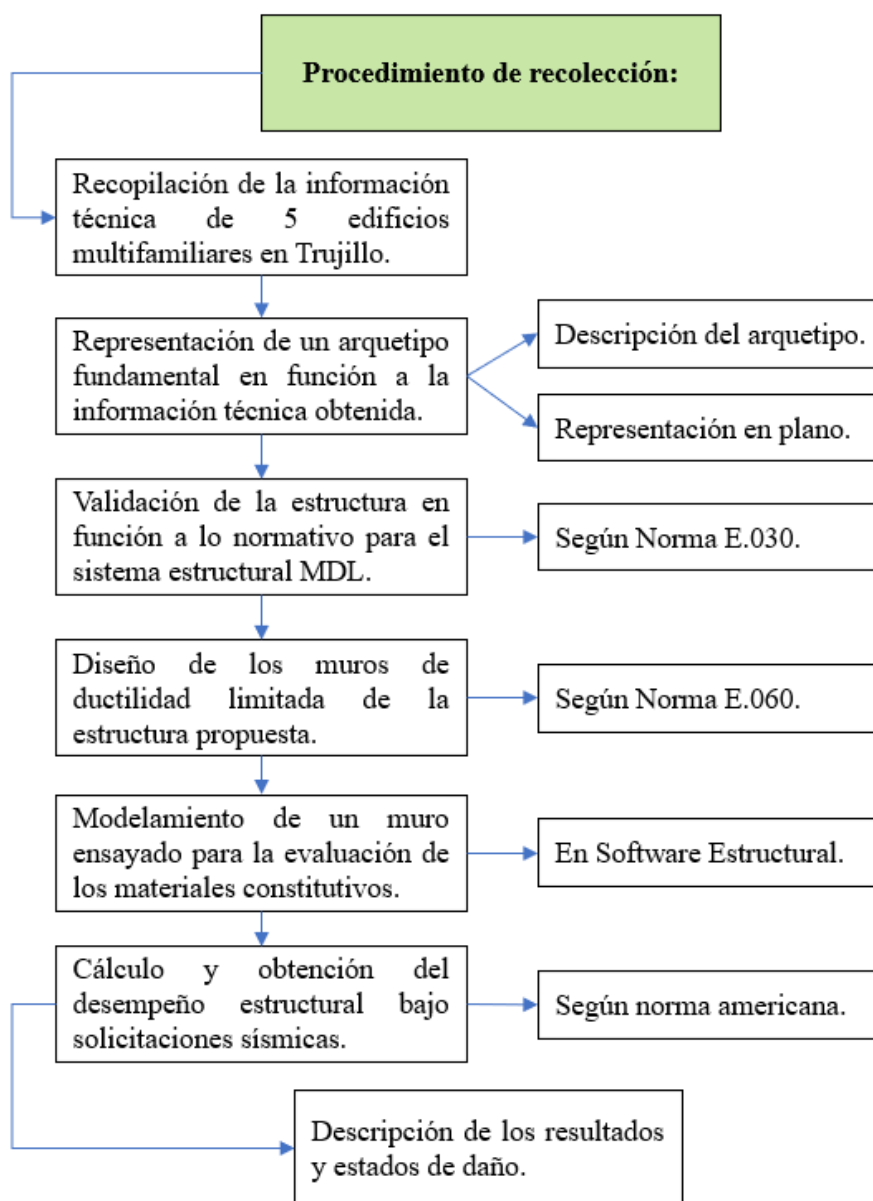 Procedimiento de recolección:
Recopilación de la información
técnica de 5 edificios
multifamiliares en Trujillo.
Representación de un arquetipo
fundamental en función a la
información técnica obtenida.
Descripción del arquetipo.
Representación en plano.
Validación de la estructura en
función a lo normativo para el
sistema estructural MDL.
Según Norma E.030.
Diseño de los muros de
ductilidad limitada de la
estructura propuesta.
Según Norma E.060.
Modelamiento de un muro
ensayado para la evaluación de
los materiales constitutivos.
En Software Estructural.
Cálculo y obtención del
desempeño estructural bajo
solicitaciones sísmicas.
Según norma americana.
Descripción de los resultados
y estados de daño.